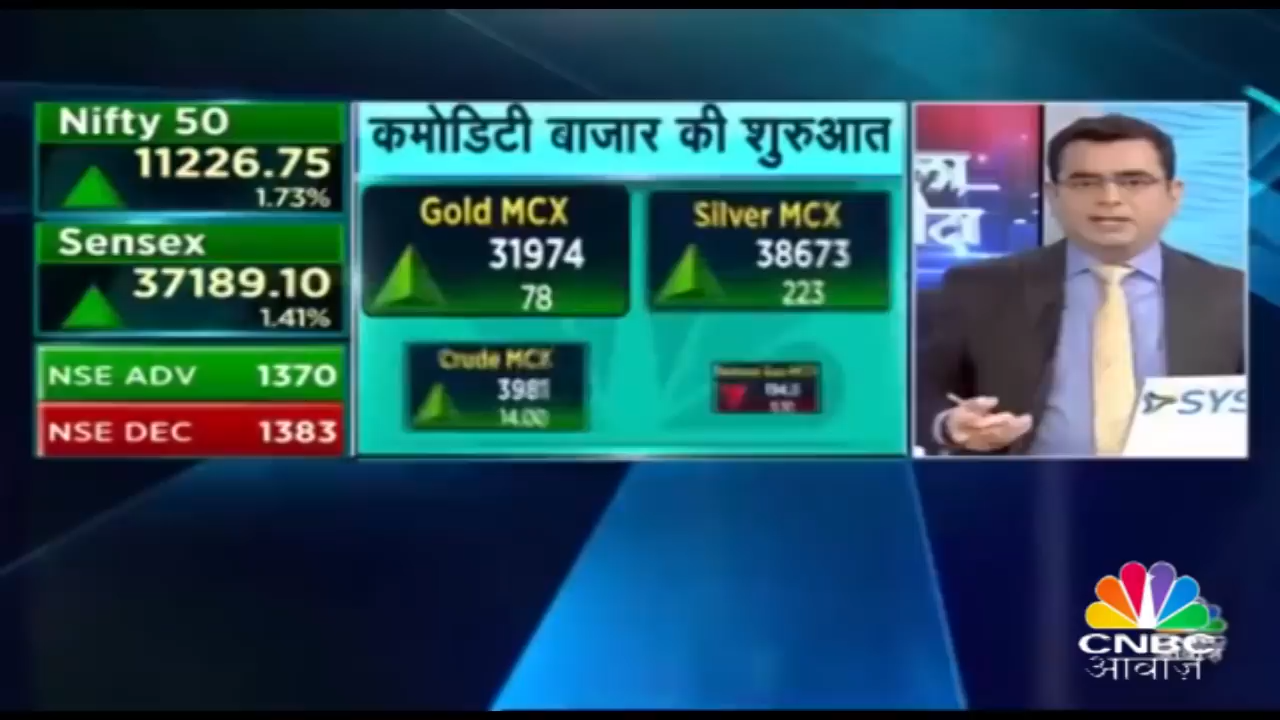 Nifty 50
11226.75
1.73%
Sensex
37189.10
1.41%
NSE ADV 1370
NSE DEC 1383
कमोडिटी बाजार की शुरुआत
Gold MCX
31974
78
Silver MCX
38673
223
Crude MCX
3981
14.00
SYS
CNBC
आवाज़